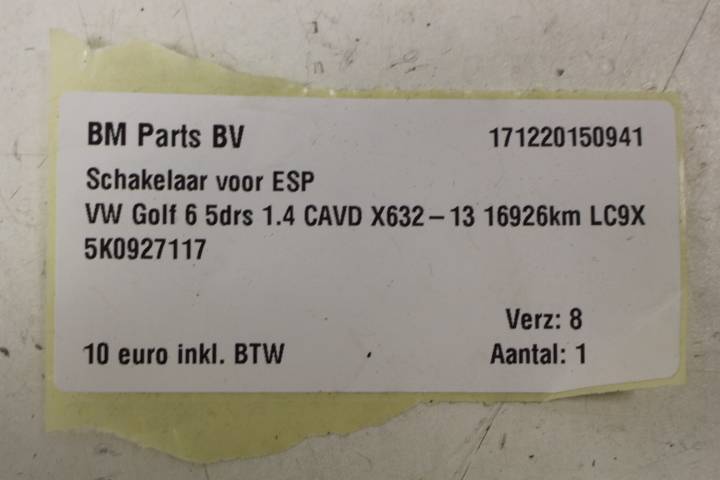 BM Parts BV 171220150941
Schakelaar voor ESP
VW Golf 6 5drs 1.4 CAVD X632-13 16926km LC9X
5K0927117
Verz: 8
10 euro inkl. BTW Aantal: 1